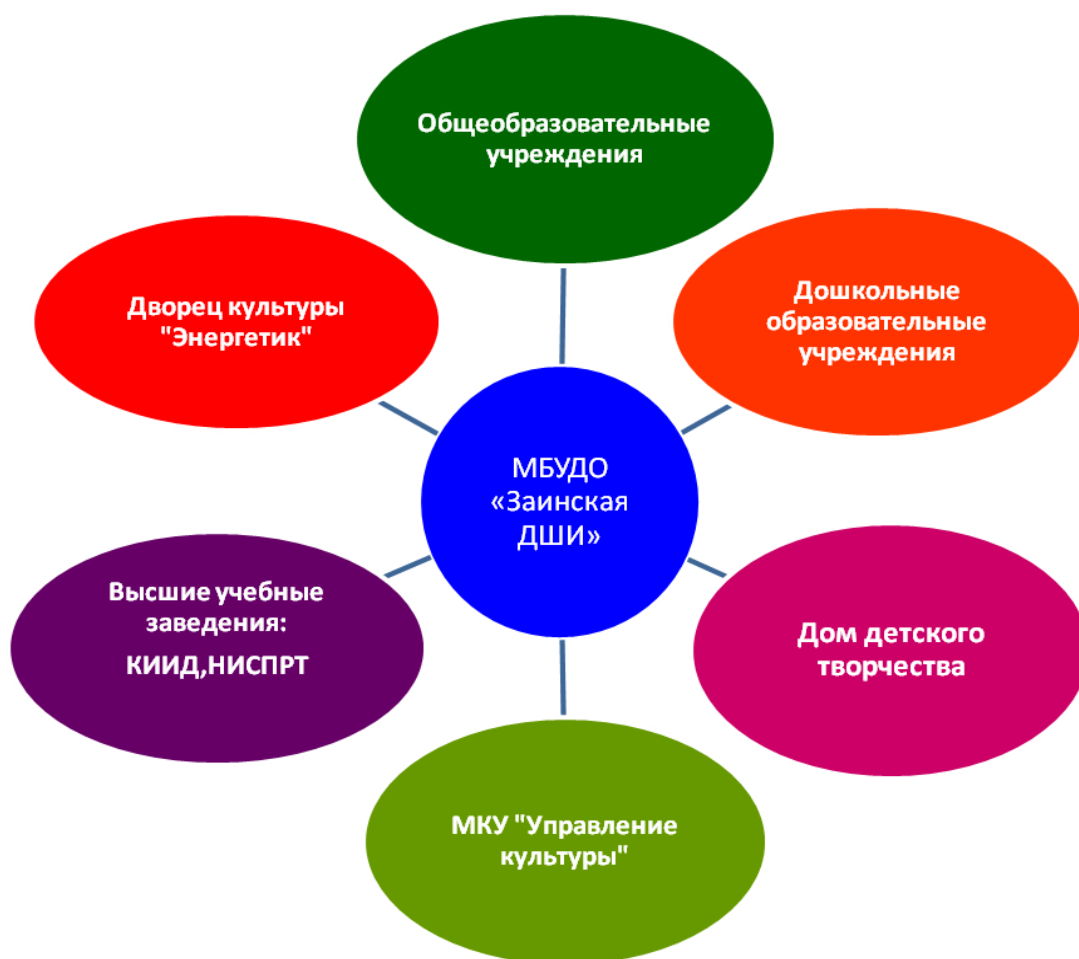 Общеобразовательные
учреждения
Дворец культуры
"Энергетик"
Дошкольные
образовательные
учреждения
МБУДО
«Заинская
ДШИ»
Высшие учебные
заведения:
КИИД,НИСПРТ
Дом детского
творчества
МКУ "Управление
культуры"